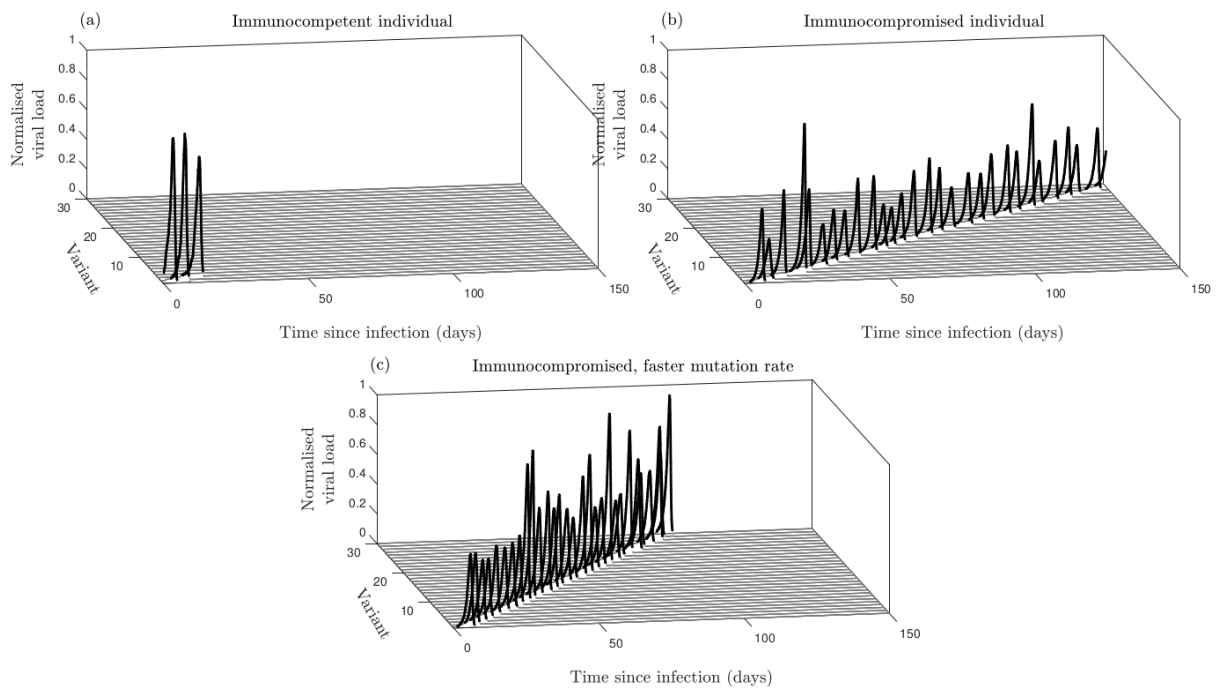 (a)
Immunocompetent individual
1
0.8
0.6
0.4
0.2
0
Normalised
viral load
30
20
10
Variant
0
50
100
150
Time since infection (days)
(b)
Immunocompromised individual
1
0.8
0.6
0.4
0.2
0
Normalised
viral load
30
20
10
Variant
0
50
100
150
Time since infection (days)
(c)
Immunocompromised, faster mutation rate
1
0.8
0.6
0.4
0.2
0
Normalised
viral load
30
20
10
Variant
0
50
100
150
Time since infection (days)